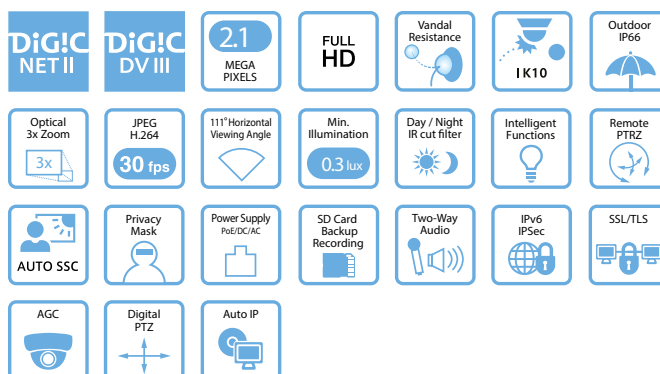 DiG!C
NET II
DiG!C
DV III
2.1
MEGA
PIXELS
FULL
HD
Vandal
Resistance
IK10
Outdoor
IP66
Optical
3x Zoom
3x
JPEG
H.264
30 fps
111° Horizontal
Viewing Angle
Min.
Illumination
0.3 lux
Day / Night
IR cut filter
Intelligent
Functions
Remote
PTRZ
AUTO SSC
Privacy
Mask
Power Supply
PoE/DC/AC
SD Card
Backup
Recording
Two-Way
Audio
IPv6
IPSec
SSL/TLS
AGC
Digital
PTZ
Auto IP